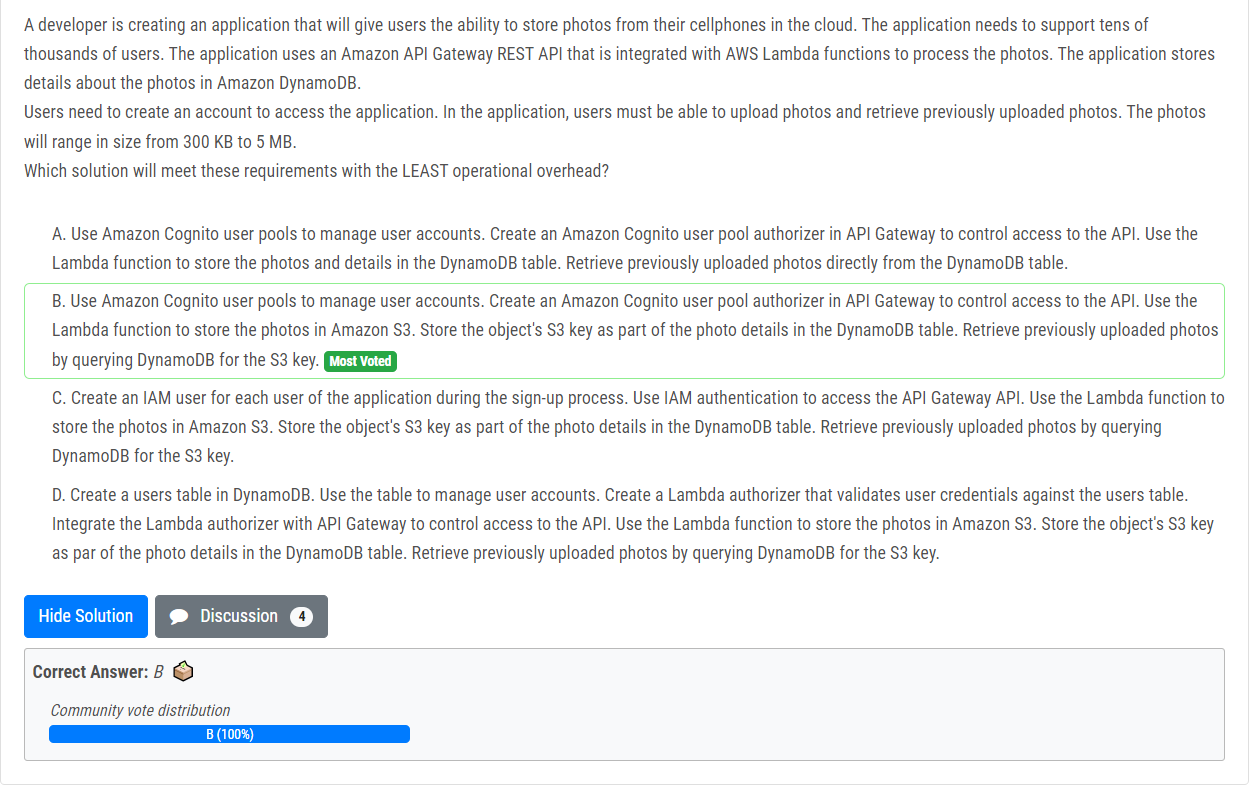 A developer is creating an application that will give users the ability to store photos from their cellphones in the cloud. The application needs to support tens of
thousands of users. The application uses an Amazon API Gateway REST API that is integrated with AWS Lambda functions to process the photos. The application stores
details about the photos in Amazon DynamoDB.
Users need to create an account to access the application. In the application, users must be able to upload photos and retrieve previously uploaded photos. The photos
will range in size from 300 KB to 5 MB.
Which solution will meet these requirements with the LEAST operational overhead?
A. Use Amazon Cognito user pools to manage user accounts. Create an Amazon Cognito user pool authorizer in API Gateway to control access to the API. Use the
Lambda function to store the photos and details in the DynamoDB table. Retrieve previously uploaded photos directly from the DynamoDB table.
B. Use Amazon Cognito user pools to manage user accounts. Create an Amazon Cognito user pool authorizer in API Gateway to control access to the API. Use the
Lambda function to store the photos in Amazon S3. Store the object's S3 key as part of the photo details in the DynamoDB table. Retrieve previously uploaded photos
by querying DynamoDB for the S3 key. Most Voted
C. Create an IAM user for each user of the application during the sign-up process. Use IAM authentication to access the API Gateway API. Use the Lambda function to
store the photos in Amazon S3. Store the object's S3 key as part of the photo details in the DynamoDB table. Retrieve previously uploaded photos by querying
DynamoDB for the S3 key.
D. Create a users table in DynamoDB. Use the table to manage user accounts. Create a Lambda authorizer that validates user credentials against the users table.
Integrate the Lambda authorizer with API Gateway to control access to the API. Use the Lambda function to store the photos in Amazon S3. Store the object's S3 key
as par of the photo details in the DynamoDB table. Retrieve previously uploaded photos by querying DynamoDB for the S3 key.
Hide Solution Discussion 4
Correct Answer: B
Community vote distribution
B (100%)